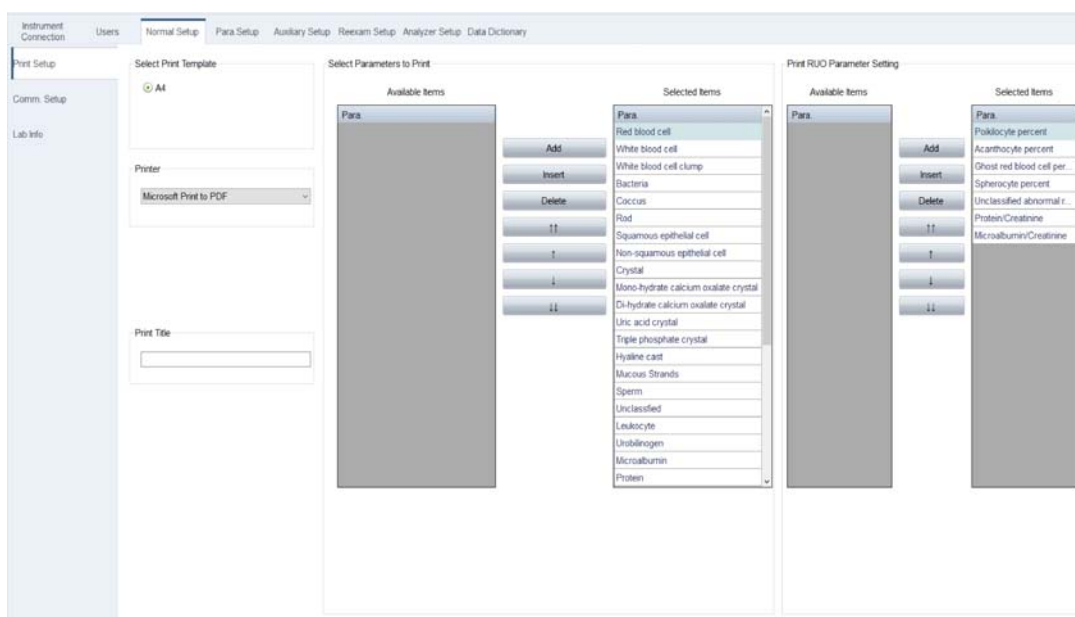 Instrument
Connection
Users
Normal Setup
Para.Setup
Auxiliary Setup
Reexam Setup
Analyzer Setup
Data Dictionary
Print Setup
Comm. Setup
Lab Info
Select Print Template
A4
Printer
Microsoft Print to PDF
Print Title
Select Parameters to Print
Available Items
Para.
Add
Insert
Delete
↑↑
↑
↓
↓↓
Selected Items
Para.
Red blood cell
White blood cell
White blood cell clump
Bacteria
Coccus
Rod
Squamous epithelial cell
Non-squamous epithelial cell
Crystal
Mono-hydrate calcium oxalate crystal
Di-hydrate calcium oxalate crystal
Uric acid crystal
Triple phosphate crystal
Hyaline cast
Mucous Strands
Sperm
Unclassfied
Leukocyte
Urobilinogen
Microalbumin
Protein
Print RUO Parameter Setting
Available Items
Para.
Add
Insert
Delete
↑↑
↑
↓
↓↓
Selected Items
Para.
Poikilocyte percent
Acanthocyte percent
Ghost red blood cell per...
Spherocyte percent
Unclassified abnormal r...
Protein/Creatinine
Microalbumin/Creatinine